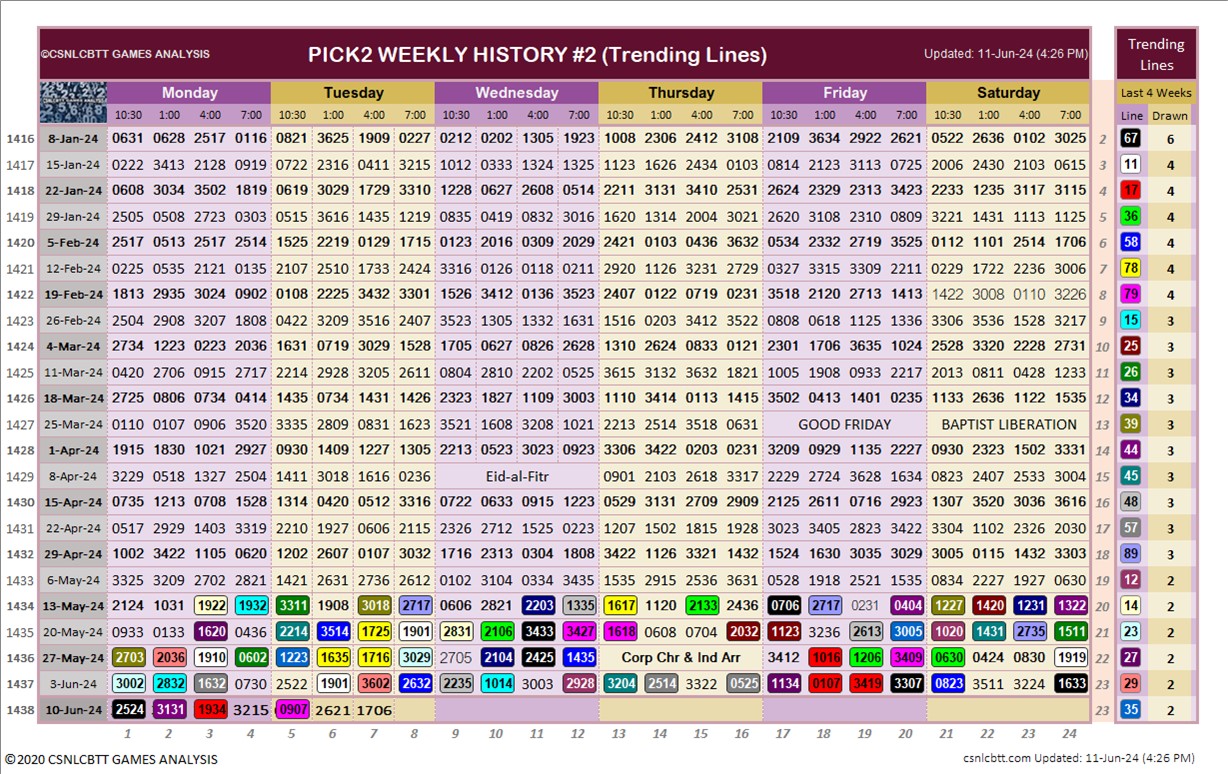 ©CSNLCBTT GAMES ANALYSIS PICK2 WEEKLY HISTORY #2 (Trending Lines) Updated: 11-Jun-24 (4:26 PM) Trending Lines
Monday Tuesday Wednesday Thursday Friday Saturday Last 4 Weeks
10:30 1:00 4:00 7:00 10:30 1:00 4:00 7:00 10:30 1:00 4:00 7:00 10:30 1:00 4:00 7:00 10:30 1:00 4:00 7:00 10:30 1:00 4:00 7:00 Line Drawn
1416 8-Jan-24 0631 0628 2517 0116 0821 3625 1909 0227 0212 0202 1305 1923 1008 2306 2412 3108 2109 3634 2922 2621 0522 2636 0102 3025 2 67 6
1417 15-Jan-24 0222 3413 2128 0919 0722 2316 0411 3215 1012 0333 1324 1325 1123 1626 2434 0103 0814 2123 3113 0725 2006 2430 2103 0615 3 11 4
1418 22-Jan-24 0608 3034 3502 1819 0619 3029 1729 3310 1228 0627 2608 0514 2211 3131 3410 2531 2624 2329 2313 3423 2233 1235 3117 3115 4 17 4
1419 29-Jan-24 2505 0508 2723 0303 0515 3616 1435 1219 0835 0419 0832 3016 1620 1314 2004 3021 2620 3108 2310 0809 3221 1431 1113 1125 5 36 4
1420 5-Feb-24 2517 0513 2517 2514 1525 2219 0129 1715 0123 2016 0309 2029 2421 0103 0436 3632 0534 2332 2719 3525 0112 1101 2514 1706 6 58 4
1421 12-Feb-24 0225 0535 2121 0135 2107 2510 1733 2424 3316 0126 0118 0211 2920 1126 3231 2729 0327 3315 3309 2211 0229 1722 2236 3006 7 78 4
1422 19-Feb-24 1813 2935 3024 0902 0108 2225 3432 3301 1526 3412 0136 3523 2407 0122 0719 0231 3518 2120 2713 1413 1422 3008 0110 3226 8 79 4
1423 26-Feb-24 2504 2908 3207 1808 0422 3209 3516 2407 3523 1305 1332 1631 1516 0203 3412 3522 0808 0618 1125 1336 3306 3536 1528 3217 9 15 3
1424 4-Mar-24 2734 1223 0223 2036 1631 0719 3029 1528 1705 0627 0826 2628 1310 2624 0833 0121 2301 1706 3635 1024 2528 3320 2228 2731 10 25 3
1425 11-Mar-24 0420 2706 0915 2717 2214 2928 3205 2611 0804 2810 2202 0525 3615 3132 3632 1821 1005 1908 0933 2217 2013 0811 0428 1233 11 26 3
1426 18-Mar-24 2725 0806 0734 0414 1435 0734 1431 1426 2323 1827 1109 3003 1110 3414 0113 1415 3502 0413 1401 0235 1133 2636 1122 1535 12 34 3
1427 25-Mar-24 0110 0107 0906 3520 3335 2809 0831 1623 3521 1608 3208 1021 2213 2514 3518 0631 GOOD FRIDAY BAPTIST LIBERATION 13 39 3
1428 1-Apr-24 1915 1830 1021 2927 0930 1409 1227 1305 2213 0523 3023 0923 3306 3422 0203 0231 3209 0929 1135 2227 0930 2323 1502 3331 14 44 3
1429 8-Apr-24 3229 0518 1327 2504 1411 3018 1616 0236 Eid-al-Fitr 0901 2103 2618 3317 2229 2724 3628 1634 0823 2407 2533 3004 15 45 3
1430 15-Apr-24 0735 1213 0708 1528 1314 0420 0512 3316 0722 0633 0915 1223 0529 3131 2709 2909 2125 2611 0716 2923 1307 3520 3036 3616 16 48 3
1431 22-Apr-24 0517 2929 1403 3319 2210 1927 0606 2115 2326 2712 1525 0223 1207 1502 1815 1928 3023 3405 2823 3422 3304 1102 2326 2030 17 57 3
1432 29-Apr-24 1002 3422 1105 0620 1202 2607 0107 3032 1716 2313 0304 1808 3422 1126 3321 1432 1524 1630 3035 3029 3005 0115 1432 3303 18 89 3
1433 6-May-24 3325 3209 2702 2821 1421 2631 2736 2612 0102 3104 0334 3435 1535 2915 2536 3631 0528 1918 2521 1535 0834 2227 1927 0630 19 12 2
1434 13-May-24 2124 1031 1922 1932 3311 1908 3018 2717 0606 2821 2203 1335 1617 1120 2133 2436 0706 2717 0231 0404 1227 1420 1231 1322 20 14 2
1435 20-May-24 0933 0133 1620 0436 2214 3514 1725 1901 2831 2106 3433 3427 1618 0608 0704 2032 1123 3236 2613 3005 1020 1431 2735 1511 21 23 2
1436 27-May-24 2703 2036 1910 0602 1223 1635 1716 3029 2705 2104 2425 1435 Corp Chr & Ind Arr 3412 1016 1206 3409 0630 0424 0830 1919 22 27 2
1437 3-Jun-24 3002 2832 1632 0730 2522 1901 3602 2632 2235 1014 3003 2928 3204 2514 3322 0525 1134 0107 3419 3307 0823 3511 3224 1633 23 29 2
1438 10-Jun-24 2524 3131 1934 3215 0907 2621 1706 23 35 2
1 2 3 4 5 6 7 8 9 10 11 12 13 14 15 16 17 18 19 20 21 22 23 24
©2020 CSNLCBTT GAMES ANALYSIS csnlcbtt.com Updated: 11-Jun-24 (4:26 PM)